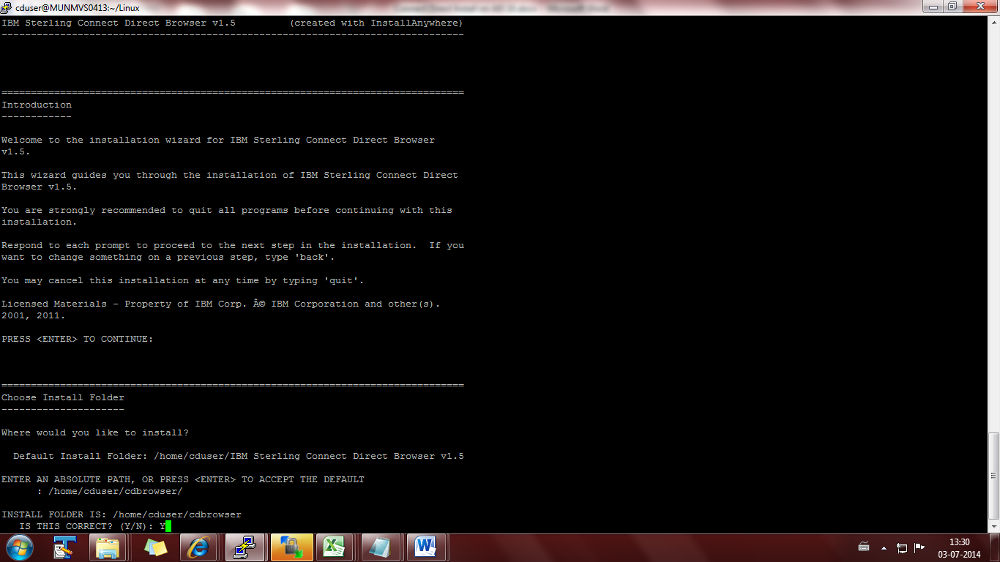 cduser@MUNMVS0413:~/Linux
IBM Sterling Connect Direct Browser v1.5 (created with InstallAnywhere)
-------------------------------------------------------------------------------
===============================================================================
Introduction
------------
Welcome to the installation wizard for IBM Sterling Connect Direct Browser
v1.5.
This wizard guides you through the installation of IBM Sterling Connect Direct
Browser v1.5.
You are strongly recommended to quit all programs before continuing with this
installation.
Respond to each prompt to proceed to the next step in the installation.  If you
want to change something on a previous step, type 'back'.
You may cancel this installation at any time by typing 'quit'.
Licensed Materials - Property of IBM Corp. Â© IBM Corporation and other(s).
2001, 2011.
PRESS <ENTER> TO CONTINUE:
===============================================================================
Choose Install Folder
---------------------
Where would you like to install?
Default Install Folder: /home/cduser/IBM Sterling Connect Direct Browser v1.5
ENTER AN ABSOLUTE PATH, OR PRESS <ENTER> TO ACCEPT THE DEFAULT
: /home/cduser/cdbrowser/
INSTALL FOLDER IS: /home/cduser/cdbrowser
IS THIS CORRECT? (Y/N): Y
13:30
03-07-2014